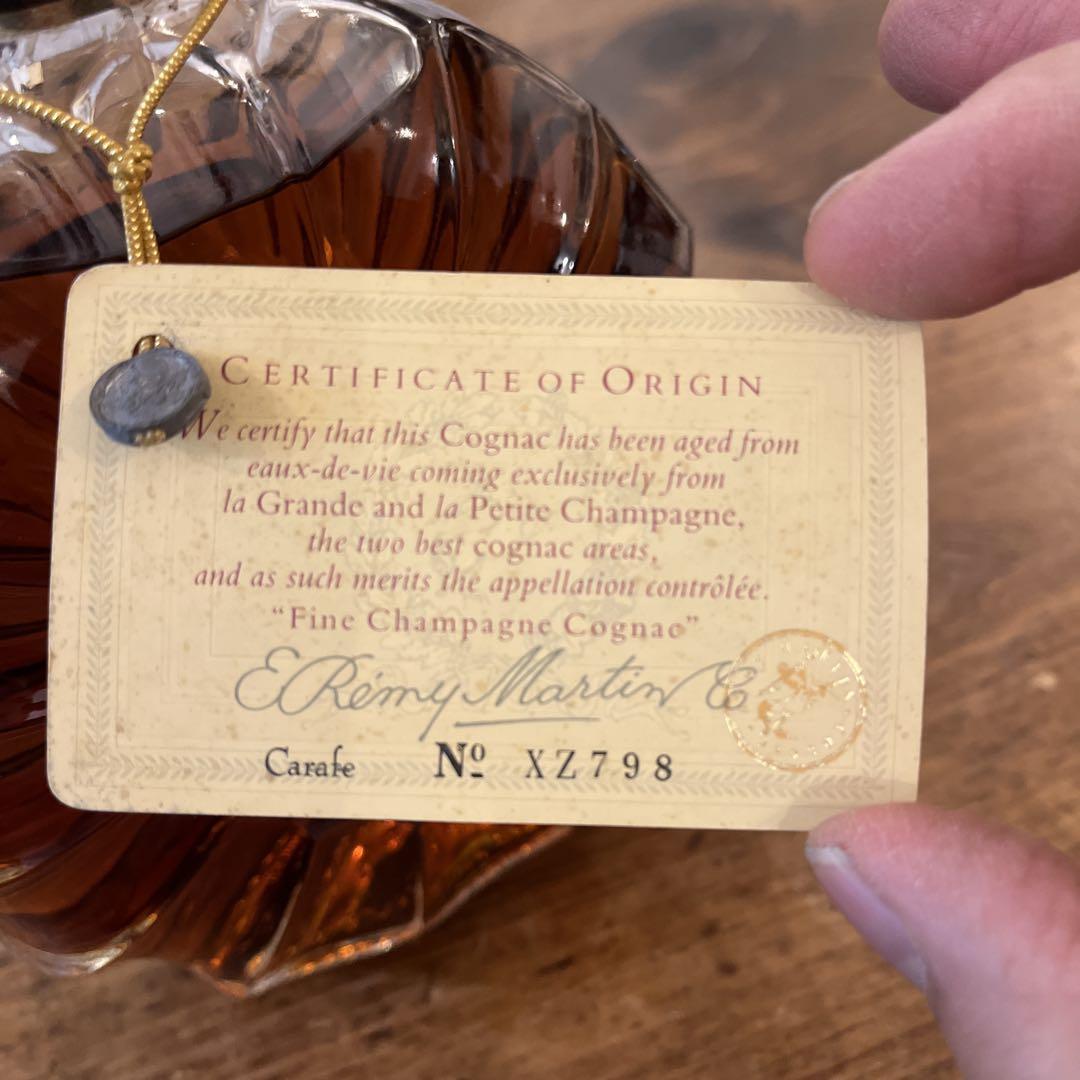 CERTIFICATE OF ORIGIN
We certify that this Cognac has been aged from
eaux-de-vie coming exclusively from
la Grande and la Petite Champagne,
the two best cognac areas,
and as such merits the appellation contrôlée.
"Fine Champagne Cognac"
E Rémy Martin & C
Carafe Nº XZ798